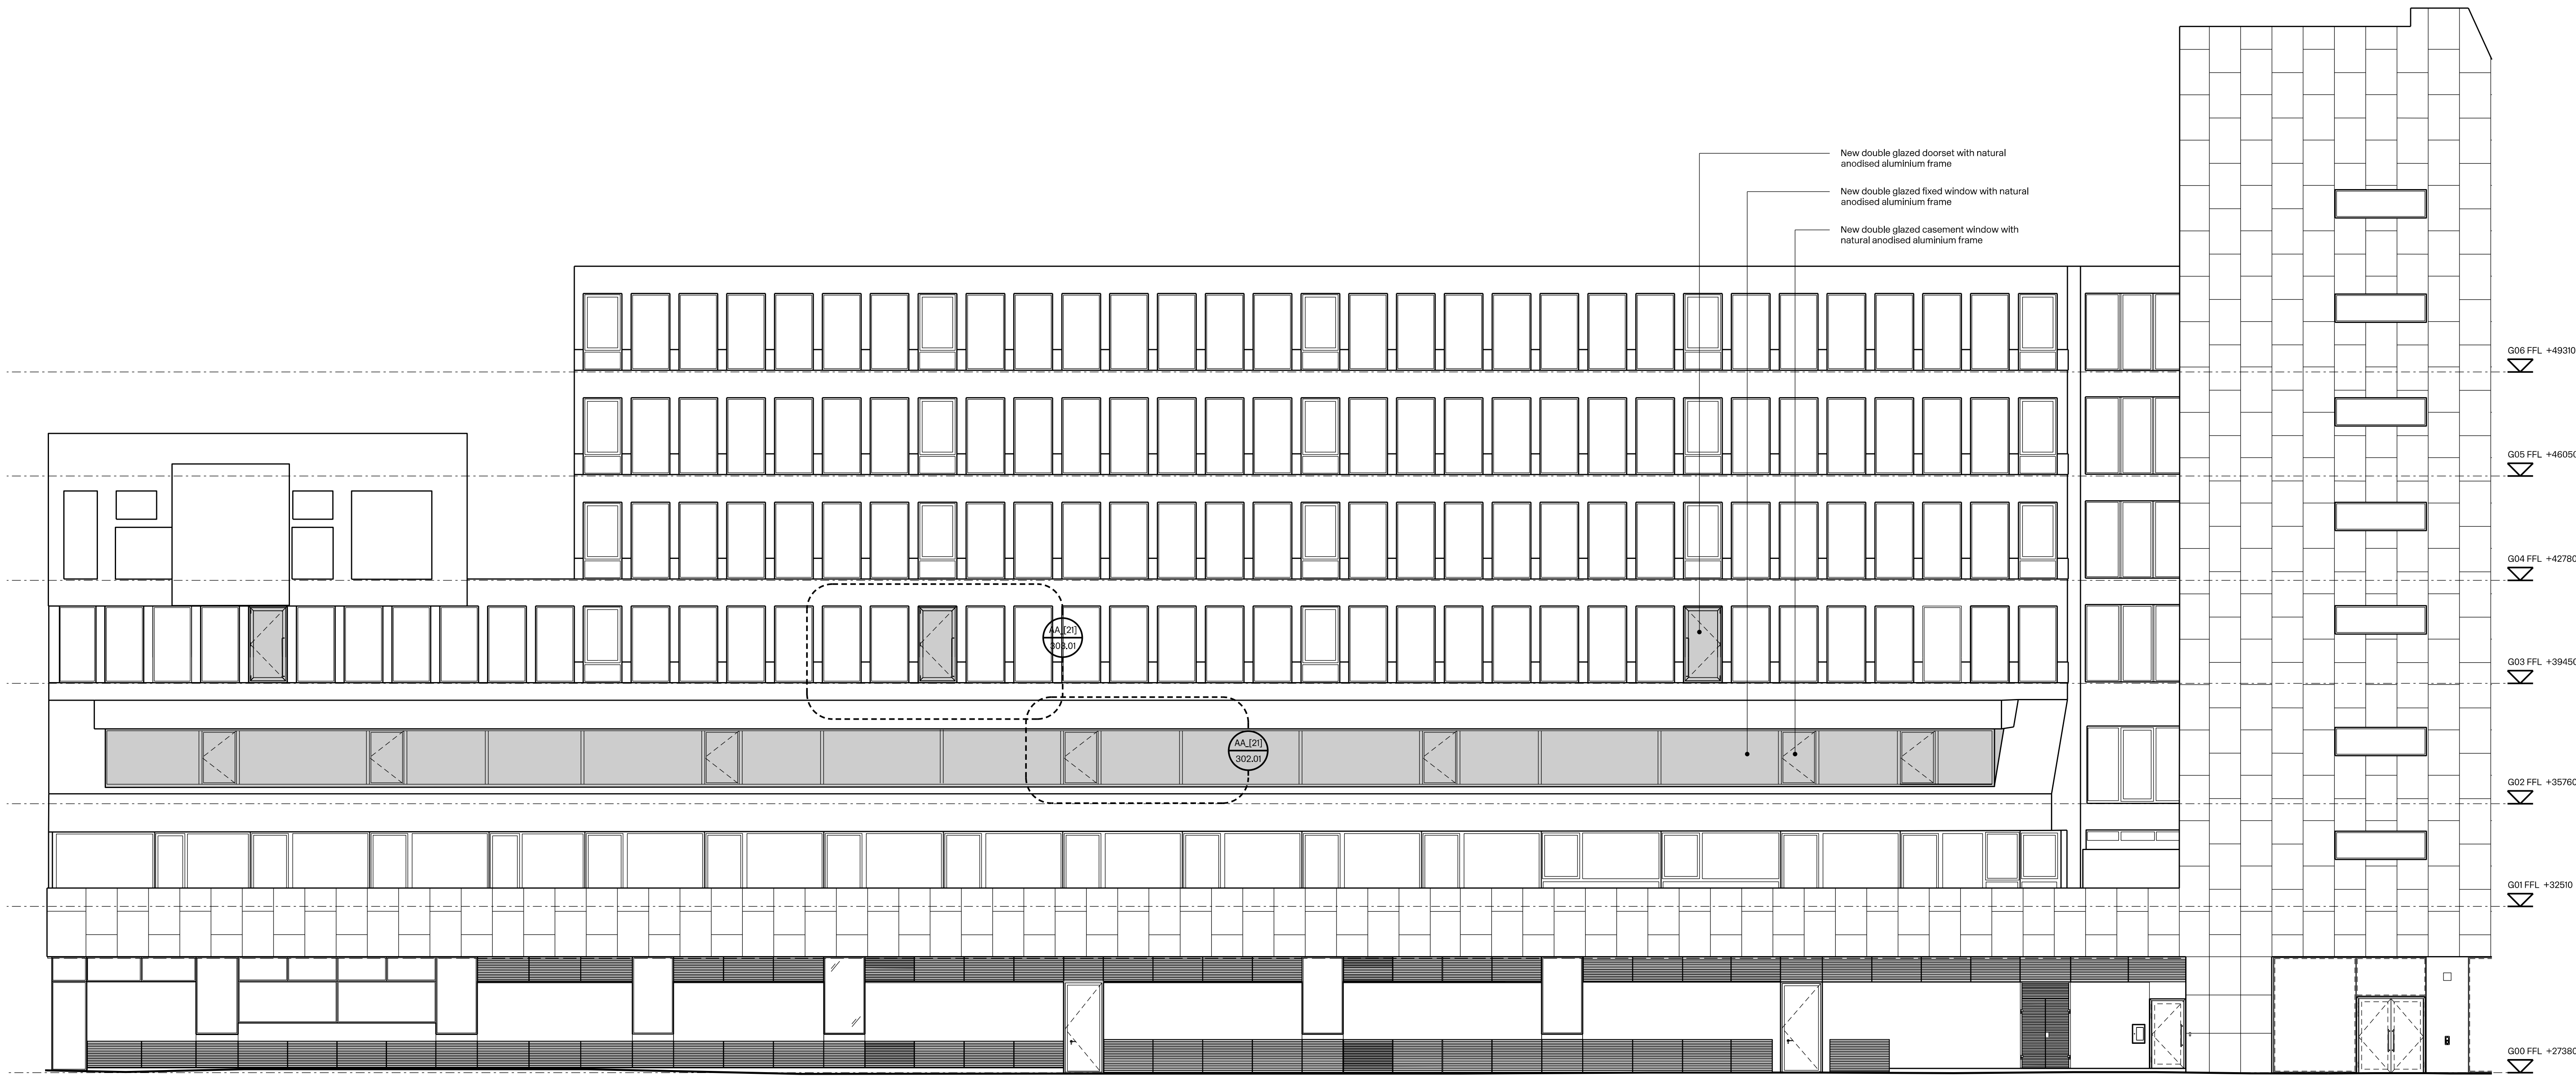 New double glazed doorset with natural
anodised aluminium frame
New double glazed fixed window with natural
anodised aluminium frame
New double glazed casement window with
natural anodised aluminium frame
G06 FFL +49310
G05 FFL +46050
G04 FFL +42780
AA_[21]
303.01
G03 FFL +39450
AA_[21]
302.01
G02 FFL +35760
G01 FFL +32510
G00 FFL +27380